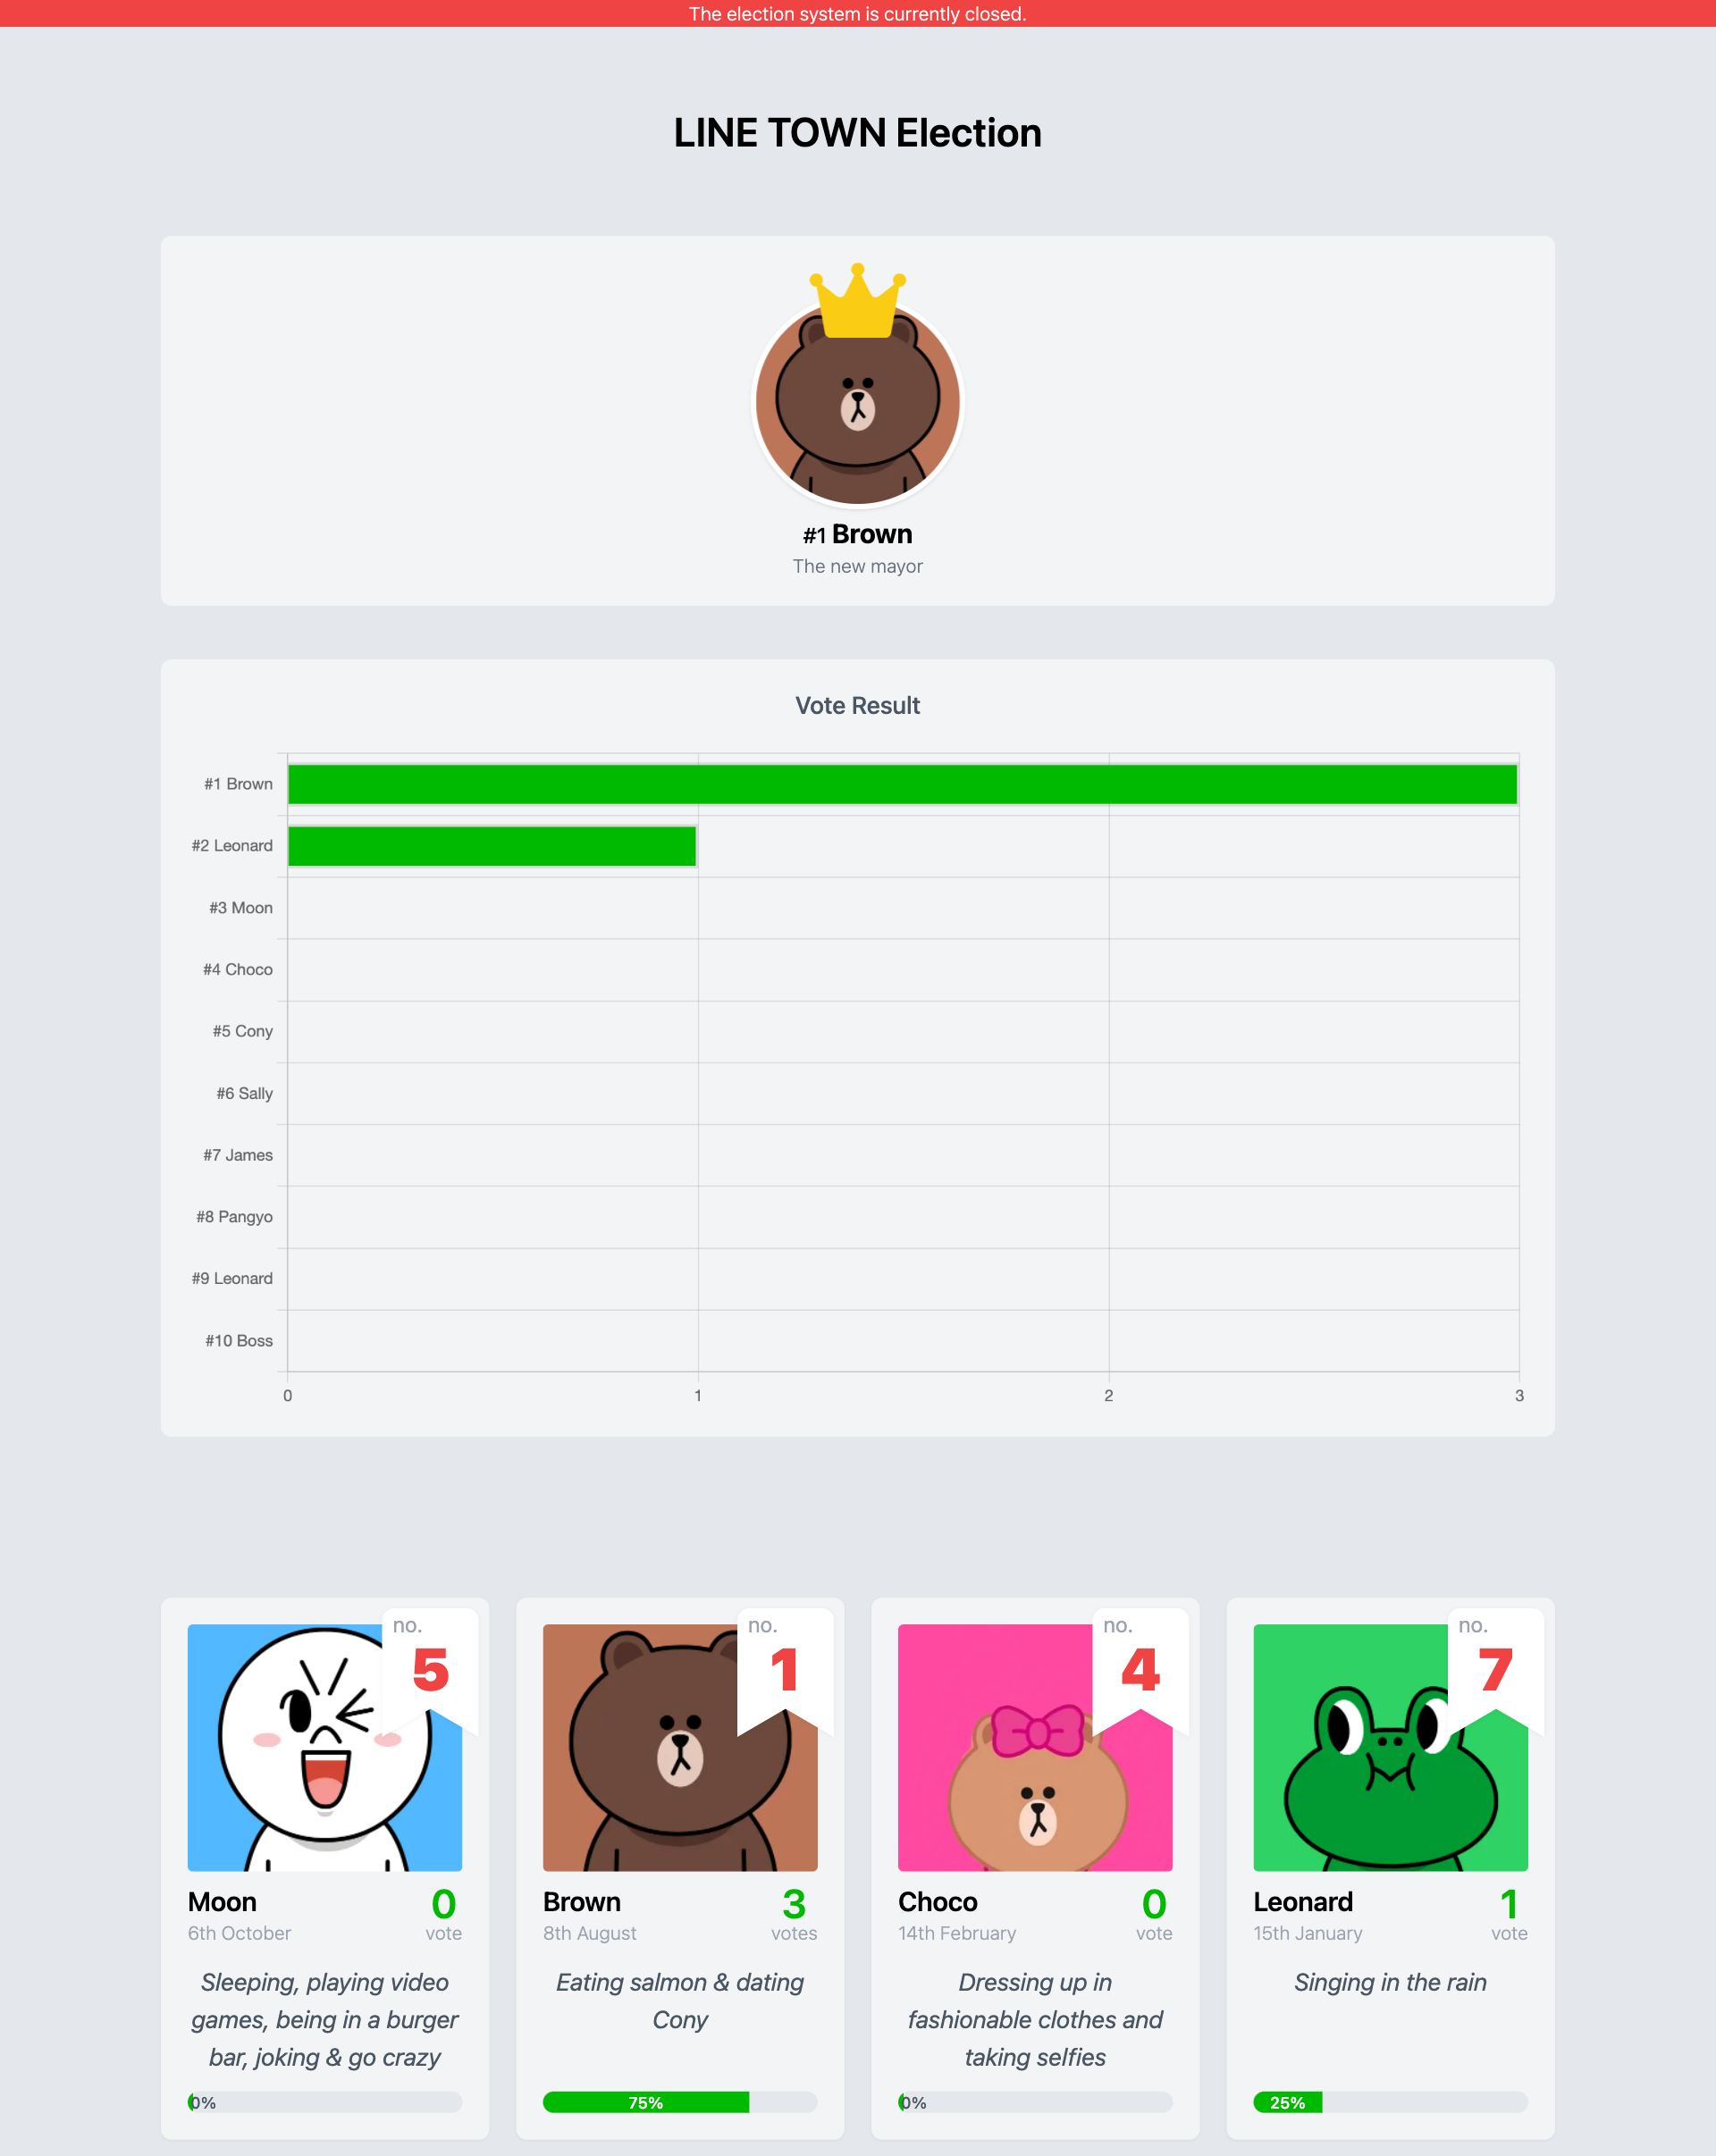 The election system is currently closed.
LINE TOWN Election
#1 Brown
The new mayor
Vote Result
#1 Brown
#2 Leonard
#3 Moon
#4 Choco
#5 Cony
#6 Sally
#7 James
#8 Pangyo
#9 Leonard
#10 Boss
0 1 2 3
no.
5
Moon
0
6th October
vote
Sleeping, playing video
games, being in a burger
bar, joking & go crazy
0%
no.
1
Brown
3
8th August
votes
Eating salmon & dating
Cony
75%
no.
4
Choco
0
14th February
vote
Dressing up in
fashionable clothes and
taking selfies
0%
no.
7
Leonard
1
15th January
vote
Singing in the rain
25%